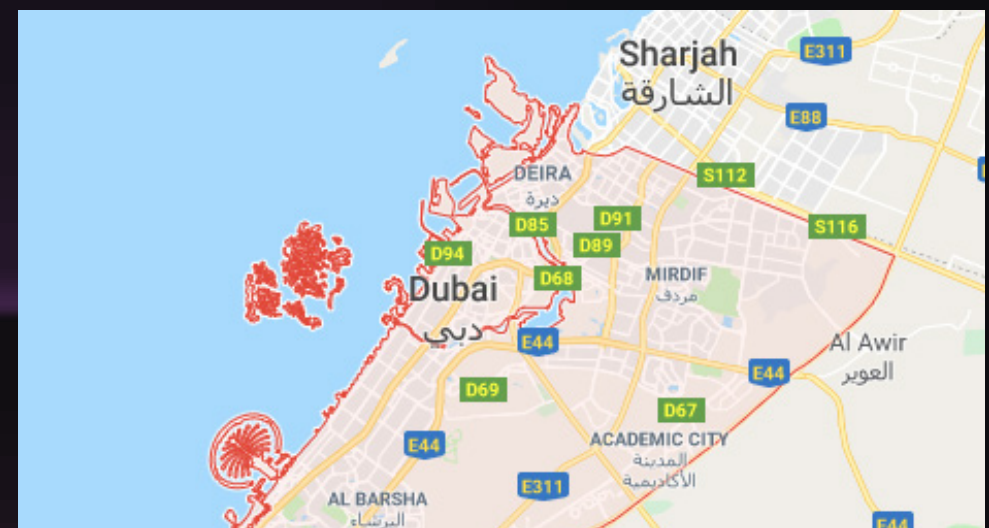 Sharjah
الشارقة
E311
E88
S112
DEIRA
ديرة
D91
D85
S116
D89
D94
MIRDIF
مردف
D68
Dubai
دبي
E44
Al Awir
العوير
E44
D69
D67
E44
ACADEMIC CITY
المدينة
الأكاديمية
E311
AL BARSHA
البرشاء
E44